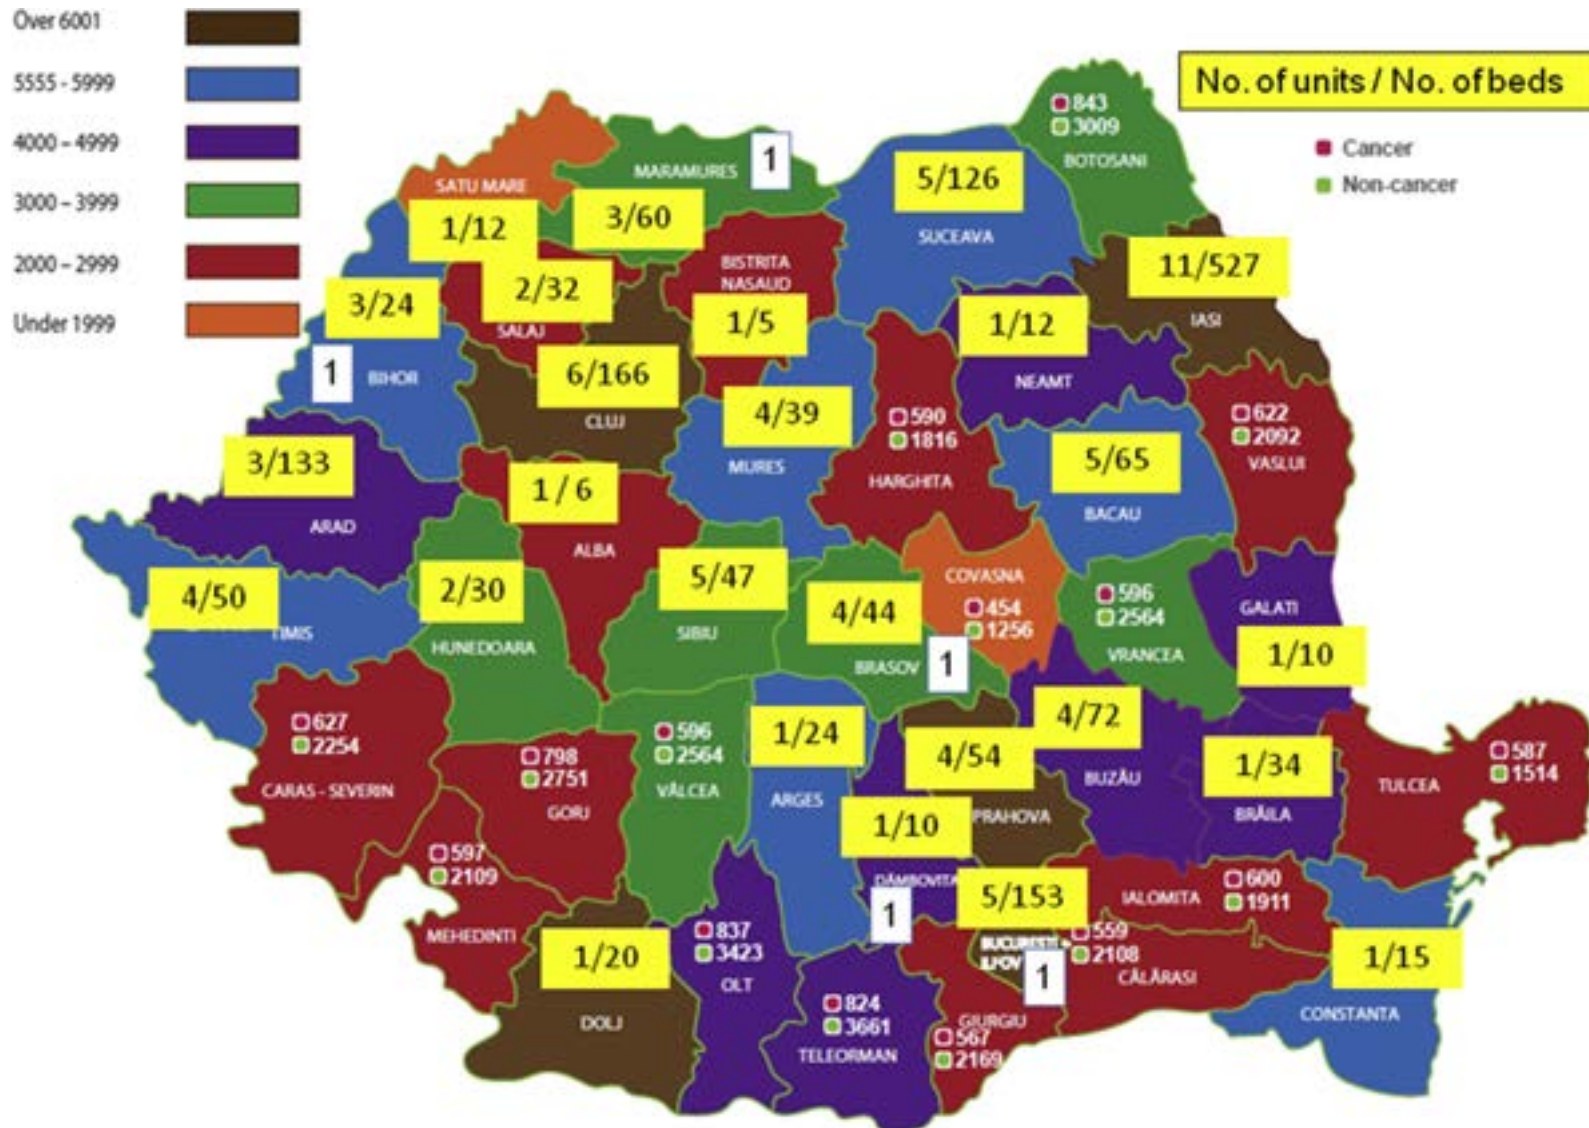 Over 6001
5555 - 5999
4000 – 4999
3000 – 3999
2000 – 2999
Under 1999
No. of units / No. of beds
Cancer
Non-cancer
843
3009
BOTOSANI
MARAMURES
1
SATU MARE
5/126
SUCEAVA
1/12
3/60
BISTRITA
NASAUD
11/527
IASI
2/32
SALAJ
3/24
1
BIHOR
1/5
1/12
NEAMT
6/166
CLUJ
4/39
MURES
590
1816
HARGHITA
622
2092
VASLUI
5/65
BACAU
3/133
ARAD
1 / 6
ALBA
4/50
TIMIS
2/30
HUNEDOARA
5/47
SIBIU
4/44
BRASOV
1
COVASNA
454
1256
596
2564
VRANCEA
GALATI
1/10
627
2254
CARAS - SEVERIN
798
2751
GORJ
596
2564
VÂLCEA
1/24
ARGES
4/54
PRAHOVA
4/72
BUZĂU
1/34
BRĂILA
TULCEA
587
1514
597
2109
MEHEDINTI
1/10
DÂMBOVITA
1
5/153
BUCURESTI -
ILFOV
1
IALOMITA
600
1911
559
2108
CĂLĂRASI
1/20
DOLJ
837
3423
OLT
824
3661
TELEORMAN
GIURGIU
567
2169
1/15
CONSTANTA